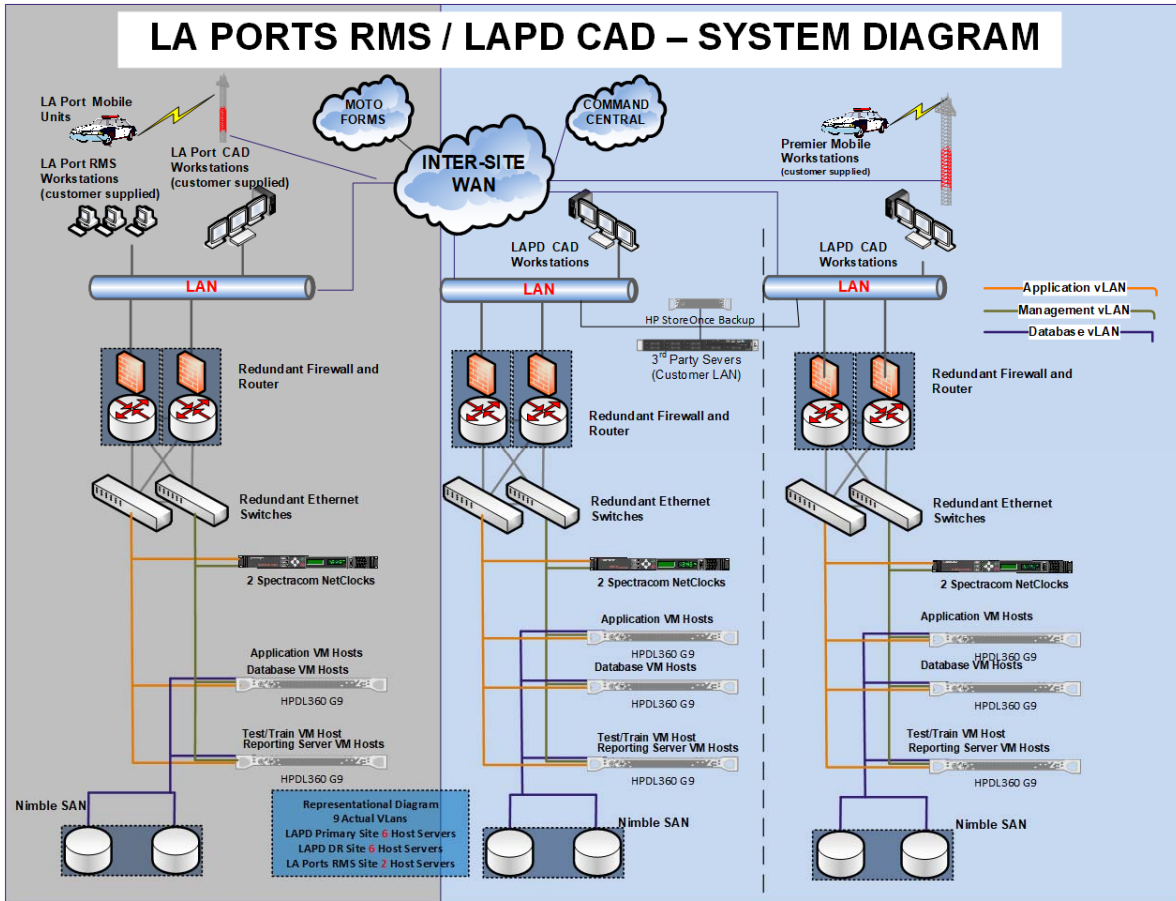 LA PORTS RMS / LAPD CAD – SYSTEM DIAGRAM
LA Port Mobile
Units
LA Port RMS
Workstations
(customer supplied)
LA Port CAD
Workstations
(customer supplied)
MOTO
FORMS
COMMAND
CENTRAL
INTER-SITE
WAN
Premier Mobile
Workstations
(customer supplied)
LAPD CAD
Workstations
LAPD CAD
Workstations
LAN
LAN
LAN
Application vLAN
Management vLAN
Database vLAN
HP StoreOnce Backup
3rd Party Severs
(Customer LAN)
Redundant Firewall and
Router
Redundant Firewall and
Router
Redundant Firewall and
Router
Redundant Ethernet
Switches
Redundant Ethernet
Switches
Redundant Ethernet
Switches
2 Spectracom NetClocks
2 Spectracom NetClocks
2 Spectracom NetClocks
Application VM Hosts
Database VM Hosts
HPDL360 G9
Test/Train VM Host
Reporting Server VM Hosts
HPDL360 G9
Nimble SAN
Application VM Hosts
HPDL360 G9
Database VM Hosts
HPDL360 G9
Test/Train VM Host
Reporting Server VM Hosts
HPDL360 G9
Nimble SAN
Application VM Hosts
HPDL360 G9
Database VM Hosts
HPDL360 G9
Test/Train VM Host
Reporting Server VM Hosts
HPDL360 G9
Nimble SAN
Representational Diagram
9 Actual VLans
LAPD Primary Site 6 Host Servers
LAPD DR Site 6 Host Servers
LA Ports RMS Site 2 Host Servers